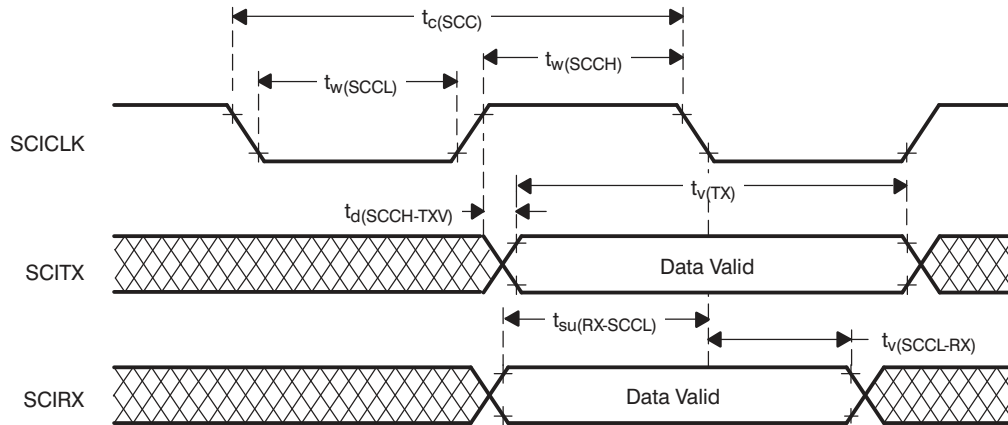 tc(SCC)
tw(SCCH)
tw(SCCL)
SCICLK
tv(TX)
td(SCCH-TXV)
SCITX
Data Valid
tsu(RX-SCCL)
tv(SCCL-RX)
SCIRX
Data Valid